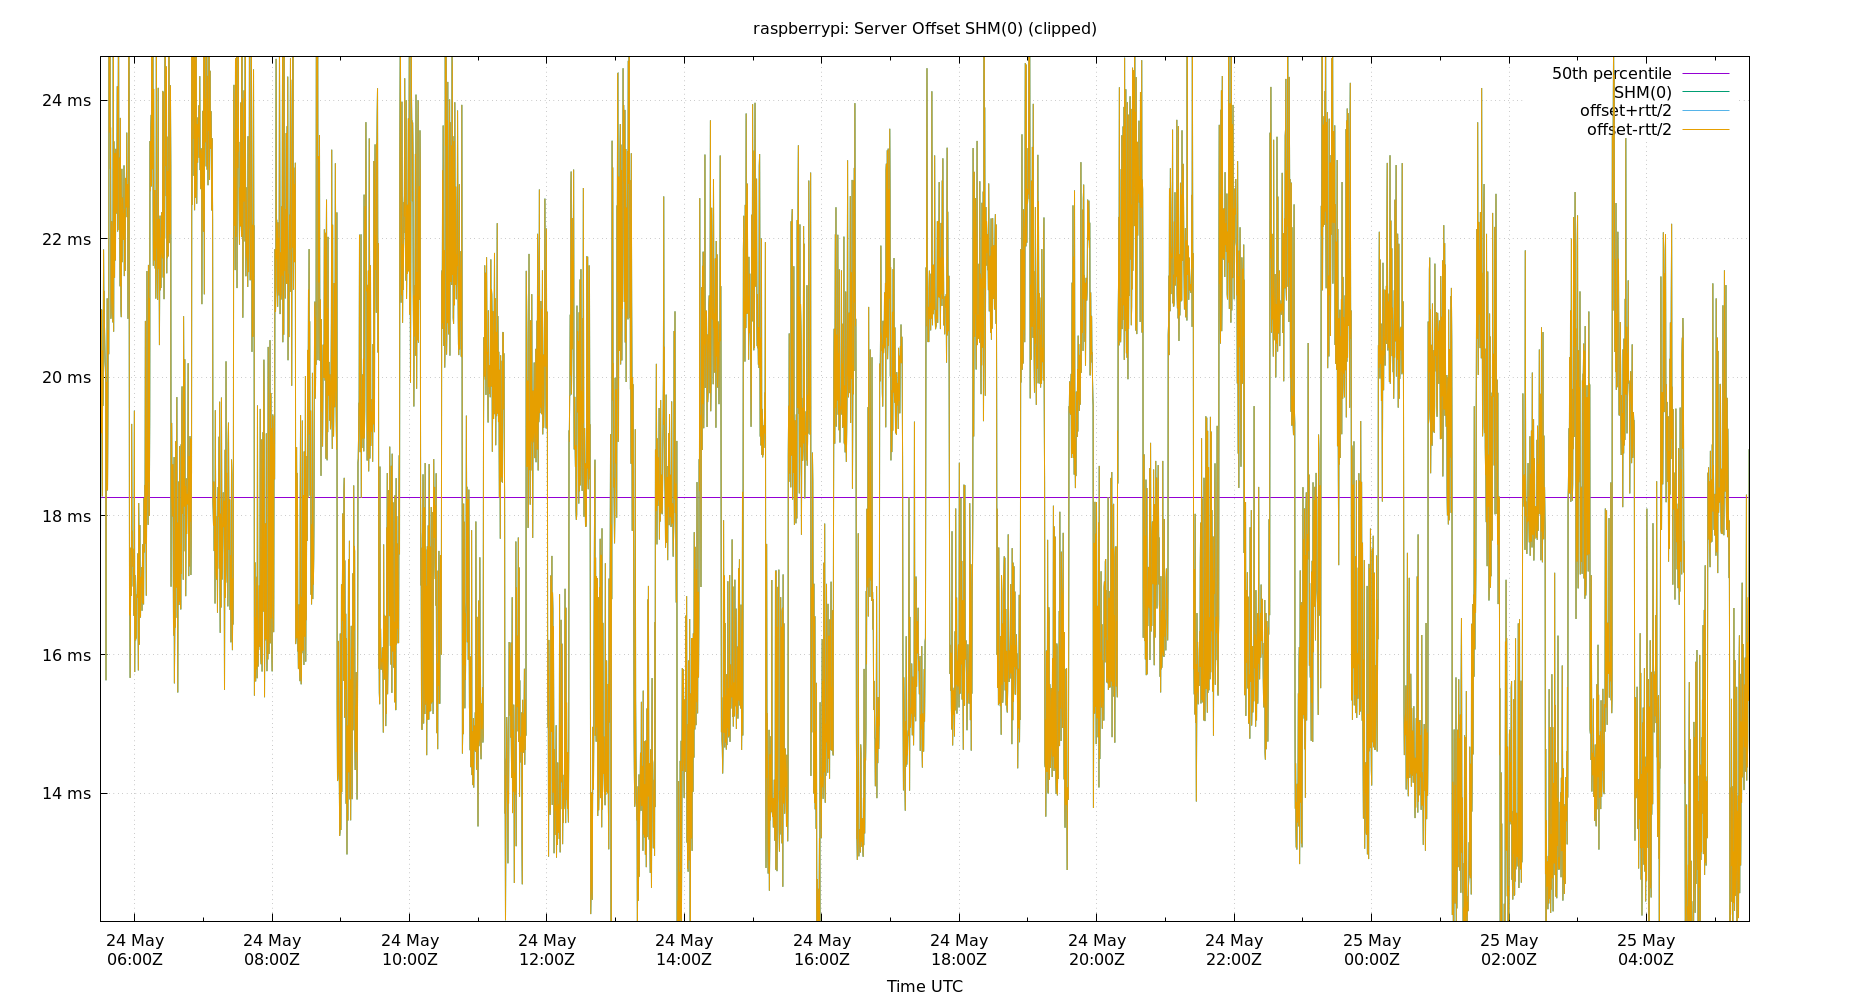 raspberrypi: Server Offset SHM(0) (clipped)
50th percentile
SHM(0)
offset+rtt/2
offset-rtt/2
24 ms
22 ms
20 ms
18 ms
16 ms
14 ms
24 May 24 May 24 May 24 May 24 May 24 May 24 May 24 May 24 May 25 May 25 May 25 May
06:00Z 08:00Z 10:00Z 12:00Z 14:00Z 16:00Z 18:00Z 20:00Z 22:00Z 00:00Z 02:00Z 04:00Z
Time UTC